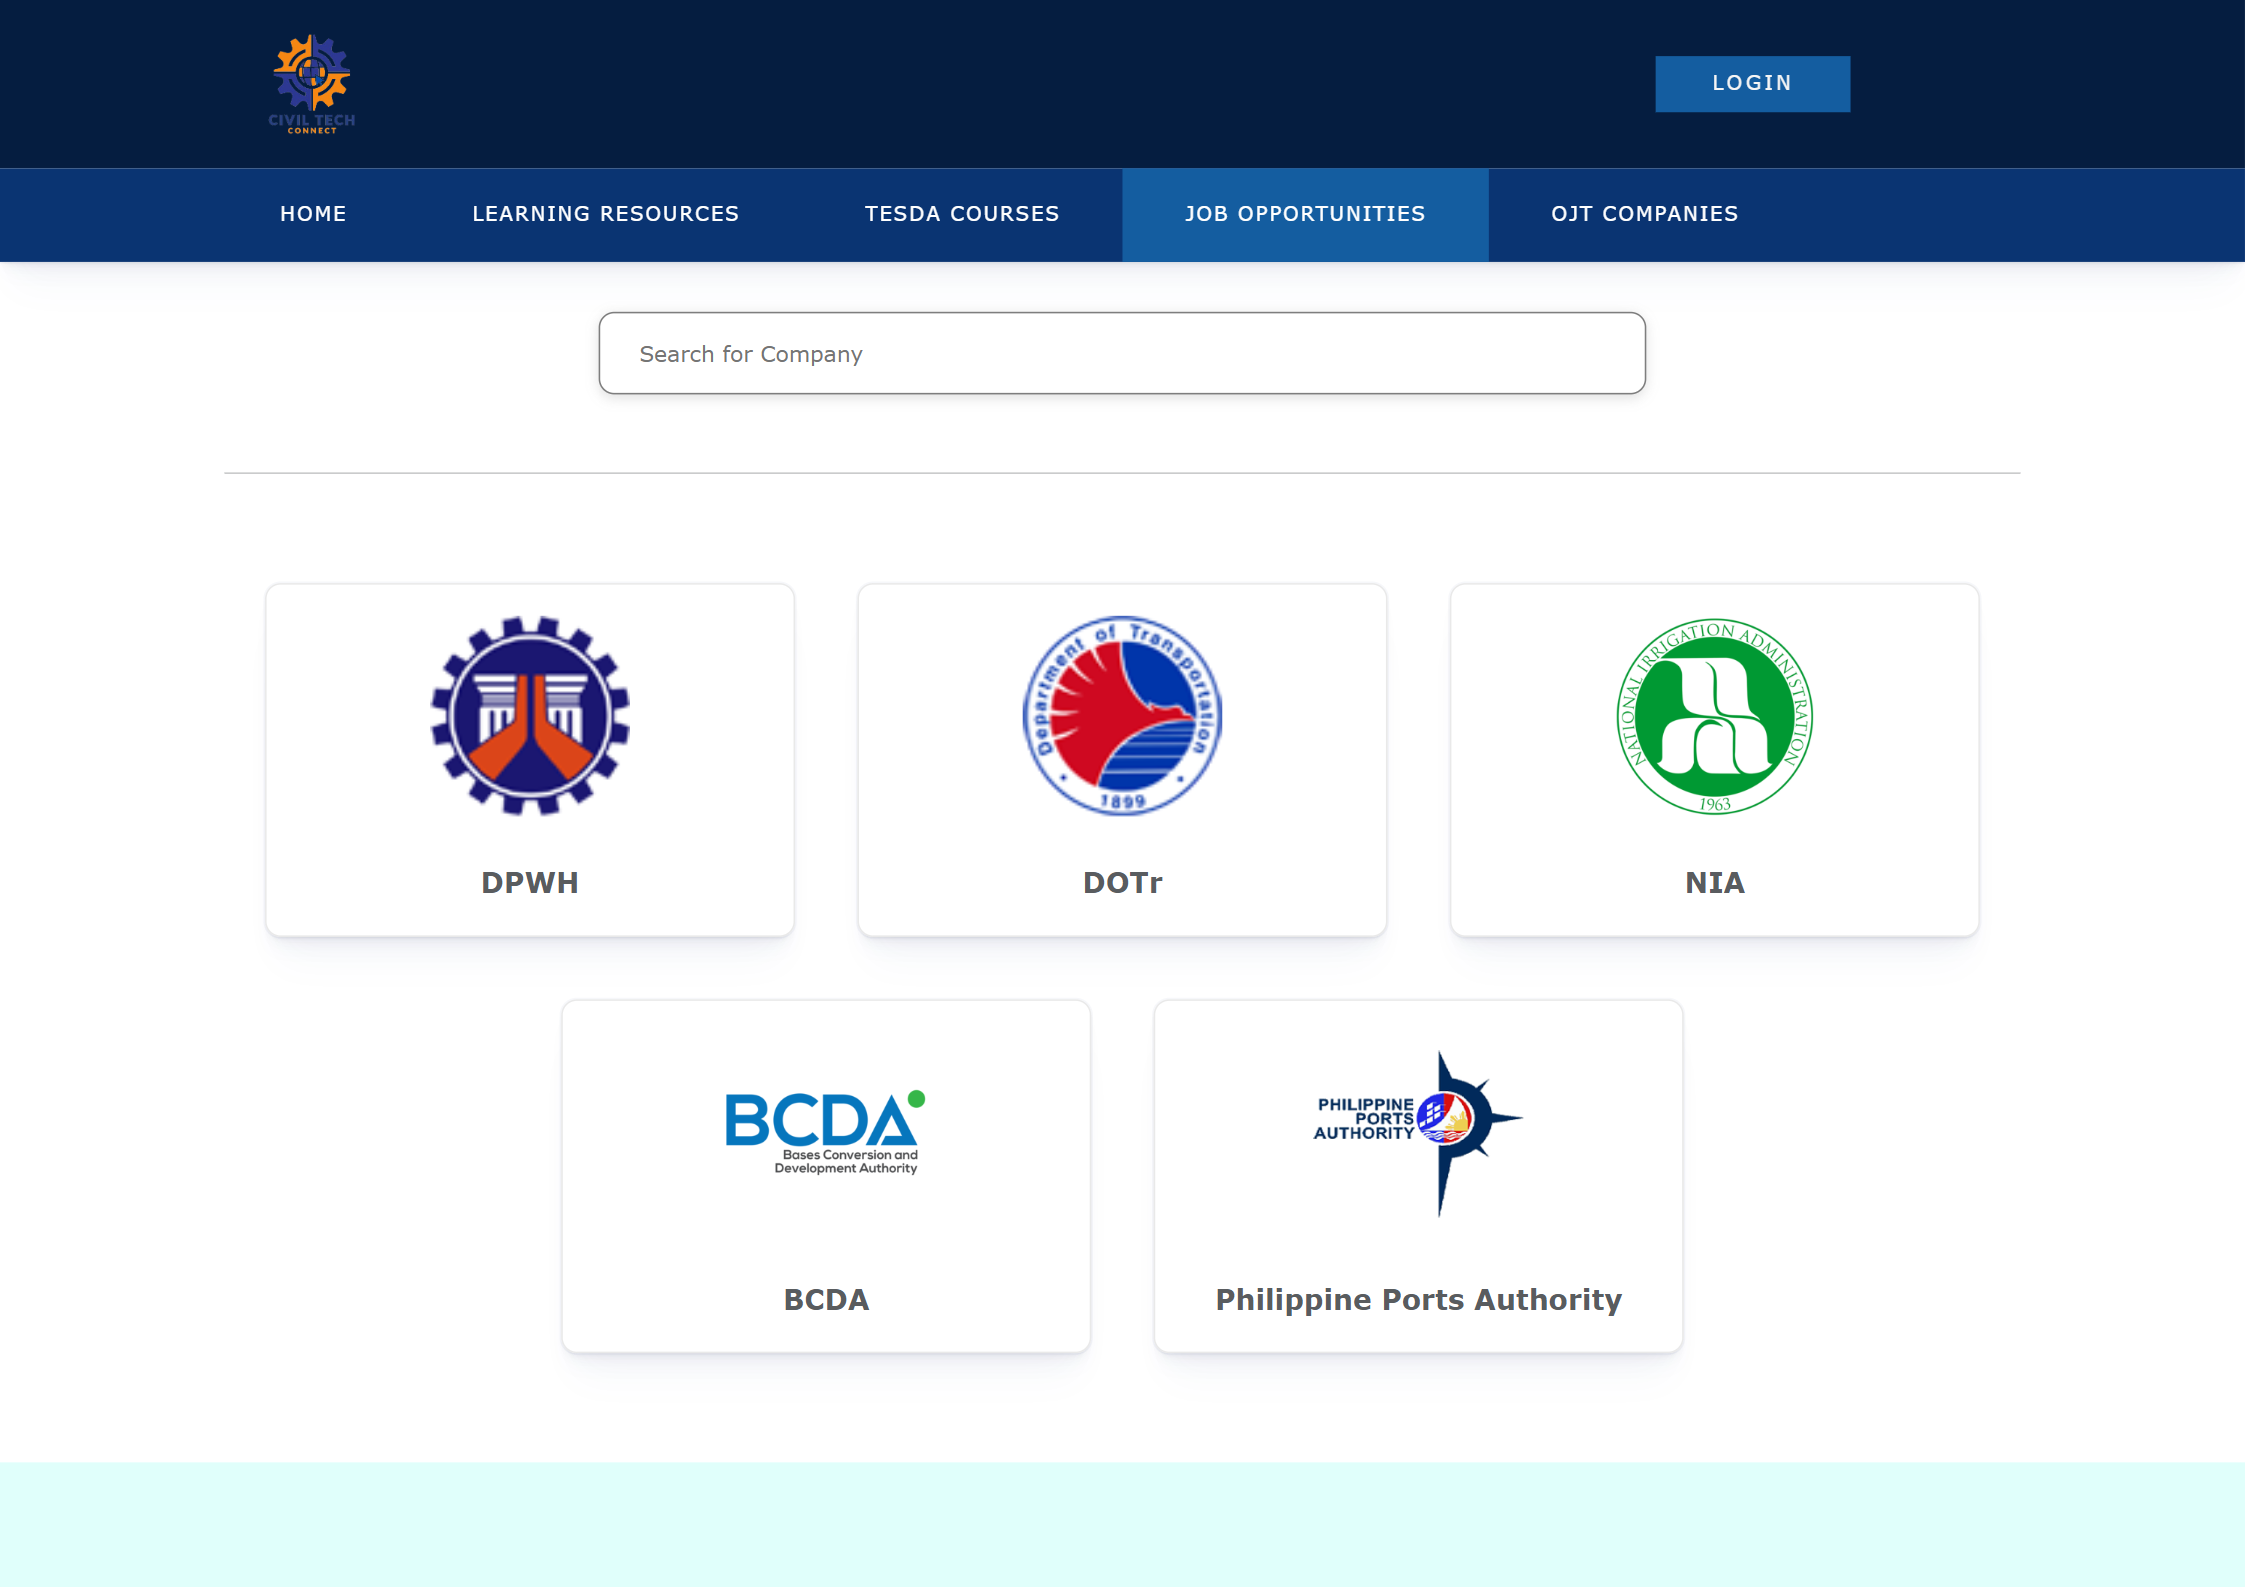 CIVIL TECH
CONNECT
LOGIN
HOME
LEARNING RESOURCES
TESDA COURSES
JOB OPPORTUNITIES
OJT COMPANIES
Search for Company
Department of Transportation
1899
NATIONAL IRRIGATION ADMINISTRATION
1963
DPWH
DOTr
NIA
BCDA
Bases Conversion and
Development Authority
PHILIPPINE
PORTS
AUTHORITY
BCDA
Philippine Ports Authority